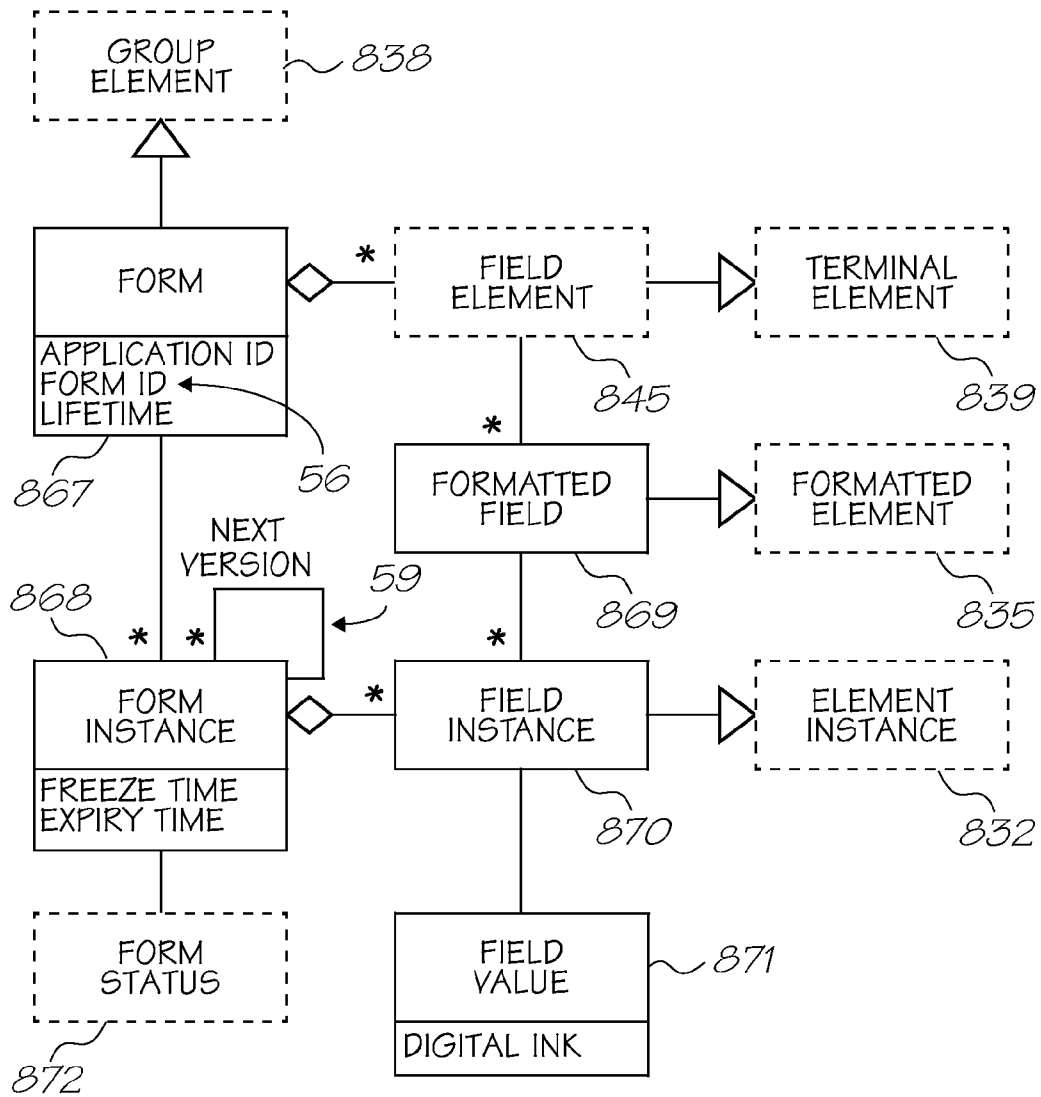 GROUP
ELEMENT
838
FORM
APPLICATION ID
FORM ID
LIFETIME
867
56
*
FIELD
ELEMENT
845
TERMINAL
ELEMENT
839
*
FORMATTED
FIELD
869
FORMATTED
ELEMENT
835
NEXT
VERSION
59
868
*
*
FORM
INSTANCE
FREEZE TIME
EXPIRY TIME
*
*
FIELD
INSTANCE
870
ELEMENT
INSTANCE
832
FORM
STATUS
872
FIELD
VALUE
871
DIGITAL INK